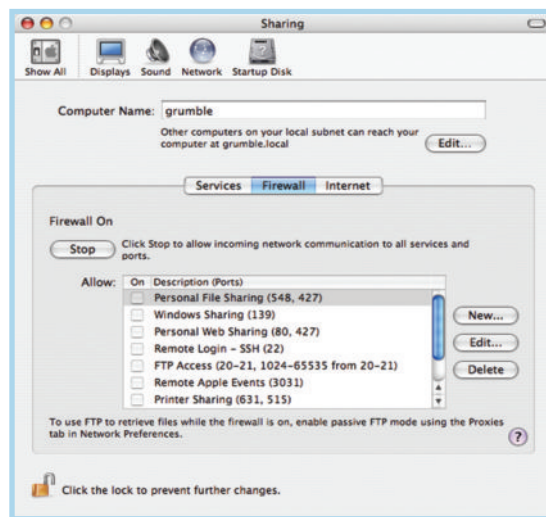 Sharing
Show All Displays Sound Network Startup Disk
Computer Name: grumble
Other computers on your local subnet can reach your
computer at grumble.local
Edit...
Services Firewall Internet
Firewall On
Stop
Click Stop to allow incoming network communication to all services and
ports.
Allow: On Description (Ports)
Personal File Sharing (548, 427)
Windows Sharing (139)
Personal Web Sharing (80, 427)
Remote Login - SSH (22)
FTP Access (20-21, 1024-65535 from 20-21)
Remote Apple Events (3031)
Printer Sharing (631, 515)
New...
Edit...
Delete
To use FTP to retrieve files while the firewall is on, enable passive FTP mode using the Proxies
tab in Network Preferences.
?
Click the lock to prevent further changes.